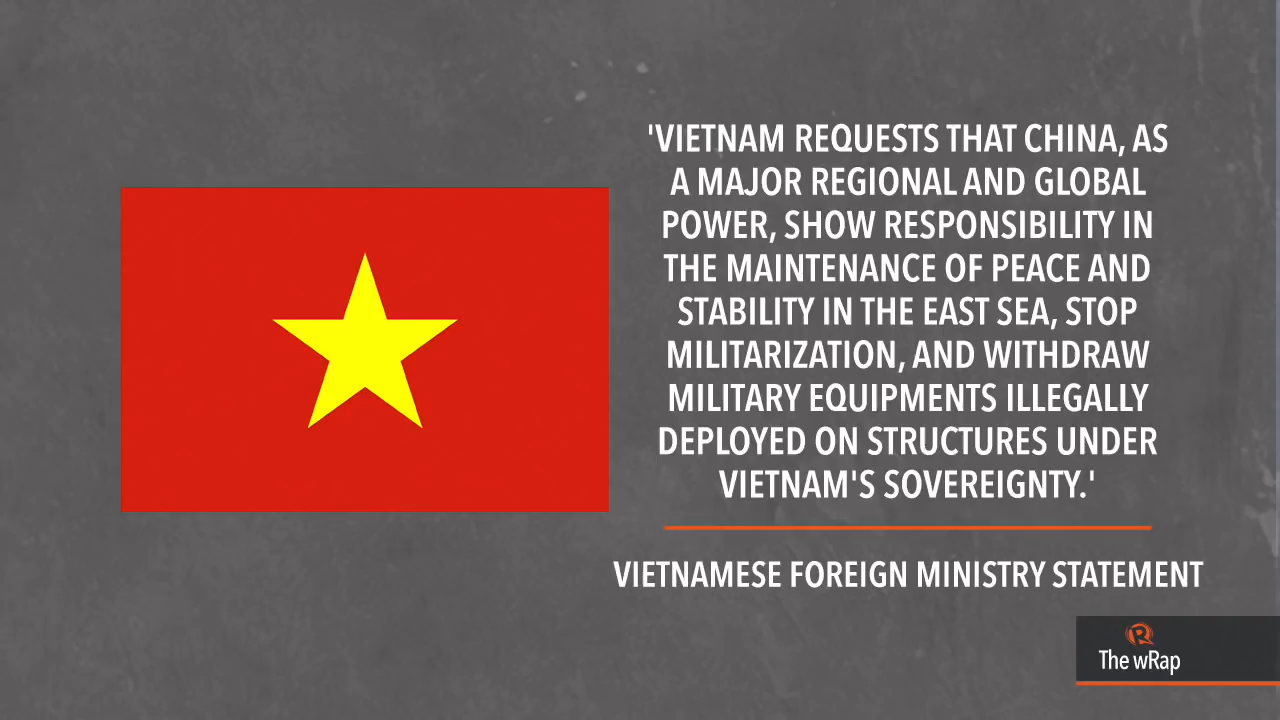 'VIETNAM REQUESTS THAT CHINA, AS
A MAJOR REGIONAL AND GLOBAL
POWER, SHOW RESPONSIBILITY IN
THE MAINTENANCE OF PEACE AND
STABILITY IN THE EAST SEA, STOP
MILITARIZATION, AND WITHDRAW
MILITARY EQUIPMENTS ILLEGALLY
DEPLOYED ON STRUCTURES UNDER
VIETNAM'S SOVEREIGNTY.'
VIETNAMESE FOREIGN MINISTRY STATEMENT
R
The wRap